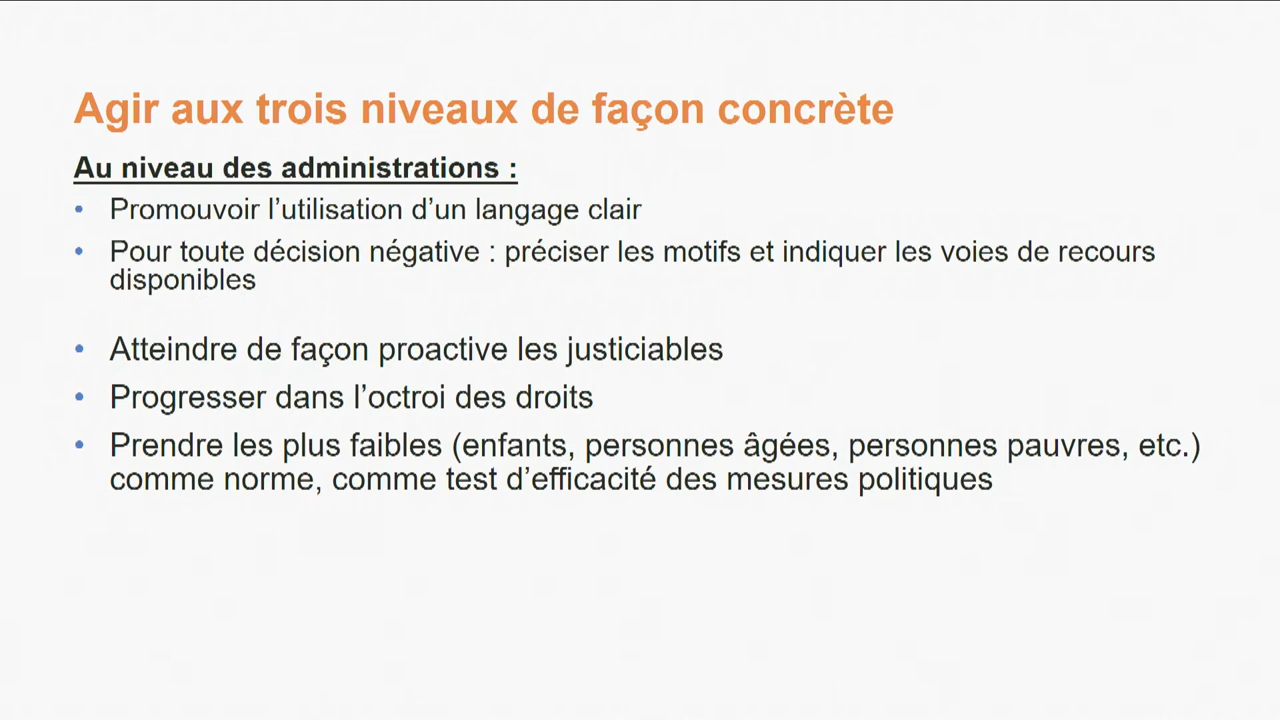 Agir aux trois niveaux de façon concrète
Au niveau des administrations :
• Promouvoir l’utilisation d’un langage clair
• Pour toute décision négative : préciser les motifs et indiquer les voies de recours
disponibles
• Atteindre de façon proactive les justiciables
• Progresser dans l’octroi des droits
• Prendre les plus faibles (enfants, personnes âgées, personnes pauvres, etc.)
comme norme, comme test d’efficacité des mesures politiques